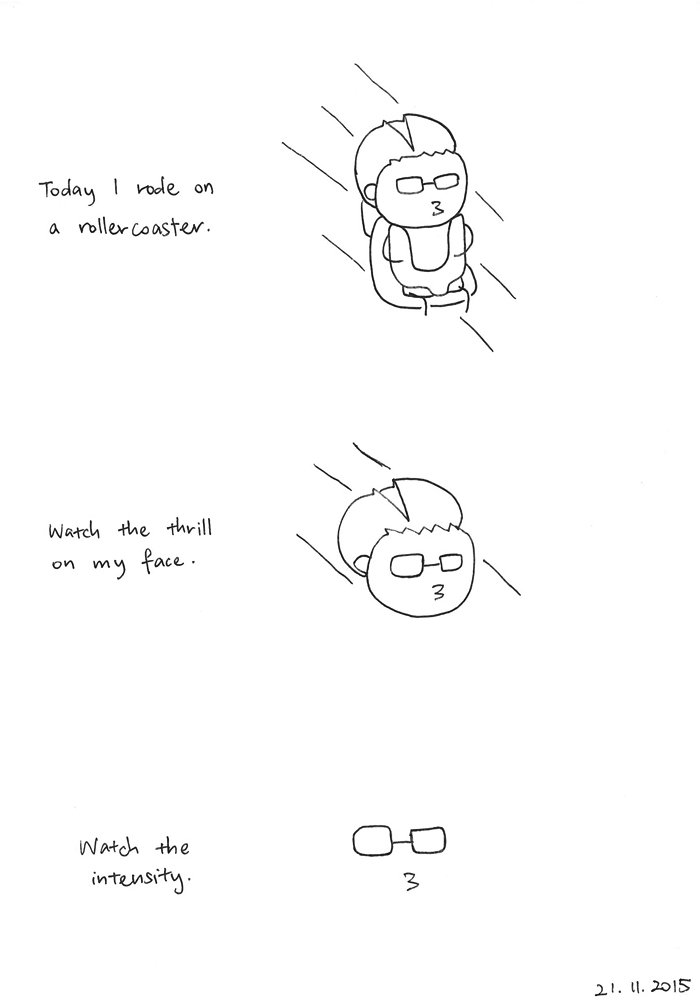 Today I rode on
a rollercoaster.
Watch the thrill
on my face.
Watch the
intensity.
21.11.2015